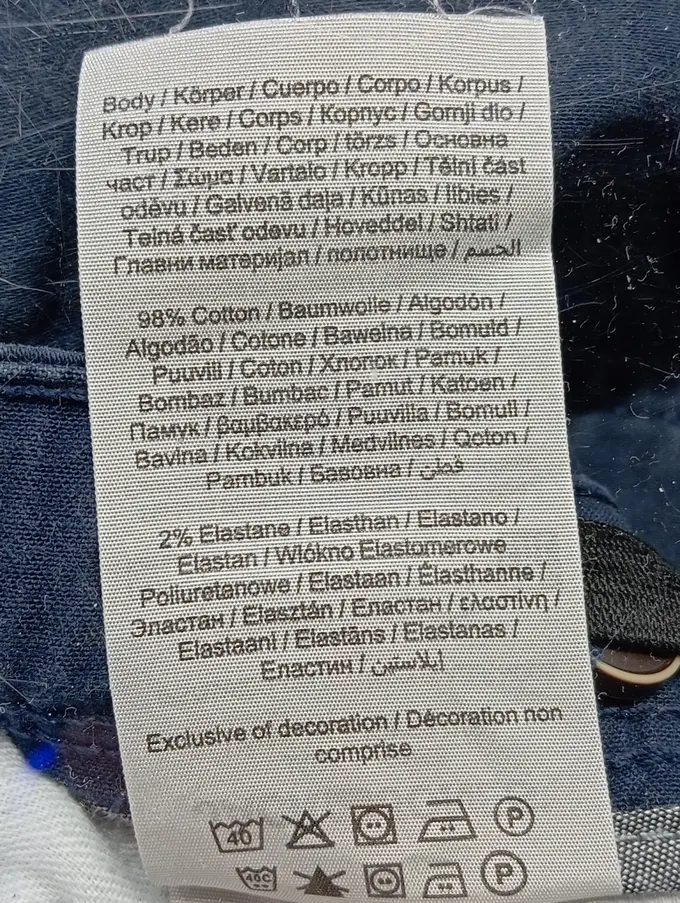 Body / Körper / Cuerpo / Corpo / Korpus /
Krop / Kere / Corps / Корпус / Gornji dio /
Trup / Beden / Corp / törzs / Основна
част / Σώμα / Vartalo / Kropp / Tělní část
oděvu / Galvenā daļa / Kūnas / libies /
Telná časť odevu / Hoveddel / Shtati /
Главни материјал / полотнище / الجسم
98% Cotton / Baumwolle / Algodón /
Algodão / Cotone / Bawełna / Bomuld /
Puuvill / Coton / Хлопок / Pamuk /
Bombaz / Bumbac / Pamut / Katoen /
Памук / βαμβακερό / Puuvilla / Bomull /
Bavlna / Kokvilna / Medvilnės / Qoton /
Pambuk / Бавовна / قطن
2% Elastane / Elasthan / Elastano /
Elastan / Włókno Elastomerowe
Poliuretanowe / Elastaan / Élasthanne /
Эластан / Elasztán / Еластан / ελαστίνη /
Elastaani / Elastāns / Elastanas /
Еластин / إيلاستين
Exclusive of decoration / Décoration non
comprise
40 P
40C P